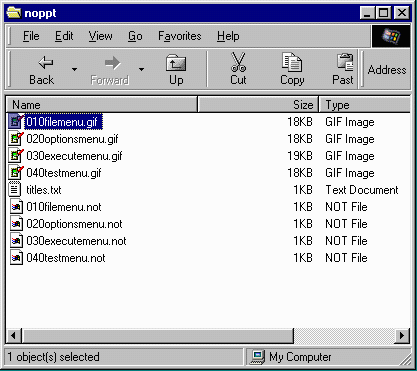 noppt
File Edit View Go Favorites Help
Back Forward Up Cut Copy Past Address
Name Size Type
010filemenu.gif 18KB GIF Image
020optionsmenu.gif 18KB GIF Image
030executemenu.gif 19KB GIF Image
040testmenu.gif 18KB GIF Image
titles.txt 1KB Text Document
010filemenu.not 1KB NOT File
020optionsmenu.not 1KB NOT File
030executemenu.not 1KB NOT File
040testmenu.not 1KB NOT File
1 object(s) selected My Computer